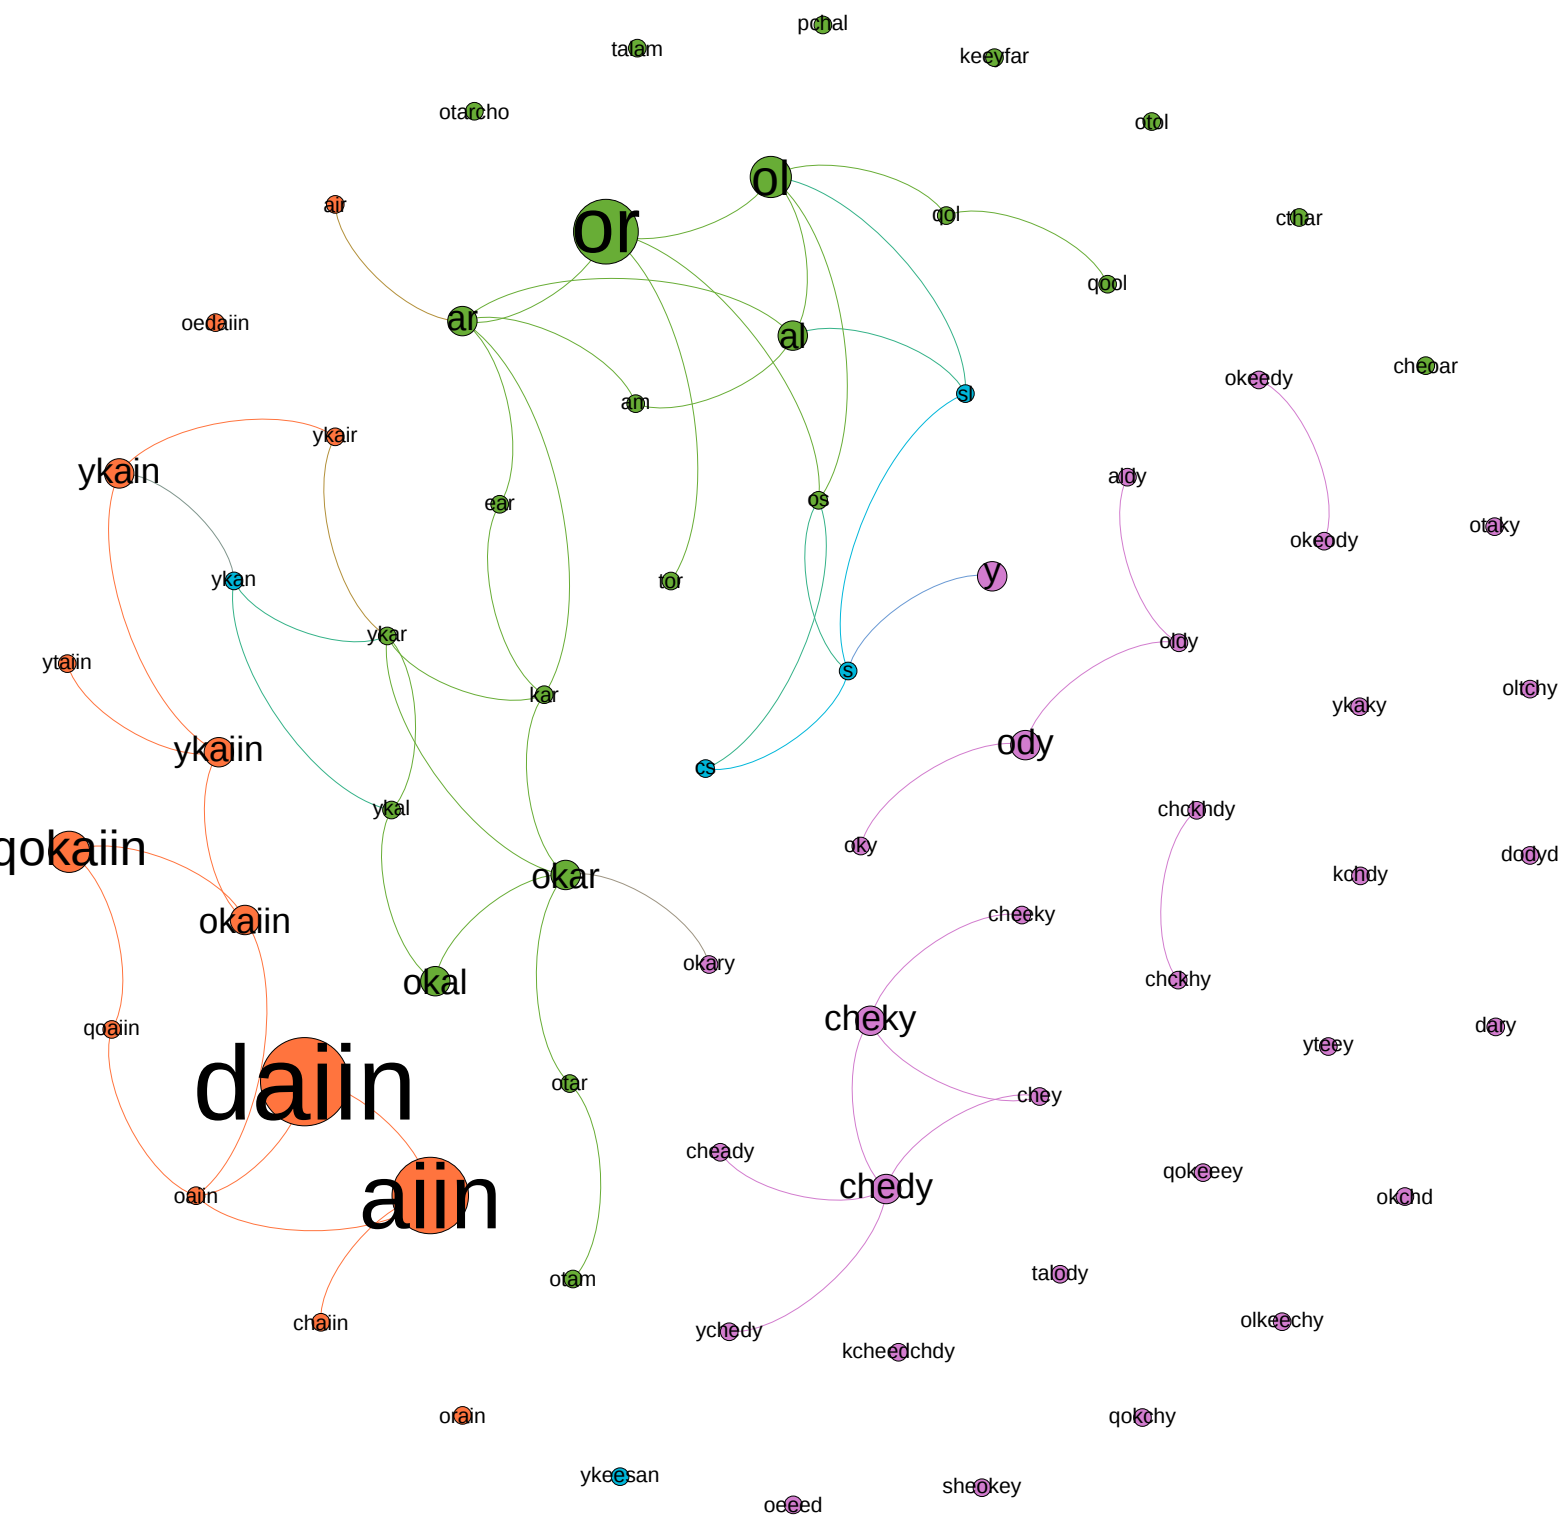 pchal
talam
keeyfar
otarcho
otol
ol
air
or
qol
cthar
qool
ar
oedaiin
al
cheoar
okeedy
sl
am
ykair
ykain
aldy
ear
os
otaky
okeody
y
ykan
tor
ykar
oldy
ytaiin
s
oltchy
kar
ykaky
ody
ykaiin
cs
ykal
chckhdy
oky
qokaiin
dodyd
okar
kchdy
cheeky
okaiin
okary
okal
chckhy
cheky
qoaiin
dary
yteey
daiin
otar
chey
cheady
qokeeey
chedy
oaiin
aiin
okchd
talody
otam
chaiin
olkeechy
ychedy
kcheedchdy
orain
qokchy
ykeesan
sheokey
oeeed